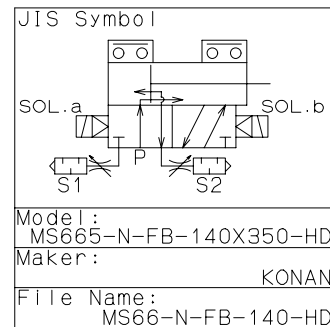 JIS Symbol
SOL.a
SOL.b
P
S1
S2
Model:
MS665-N-FB-140X350-HD
Maker:
KONAN
File Name:
MS66-N-FB-140-HD